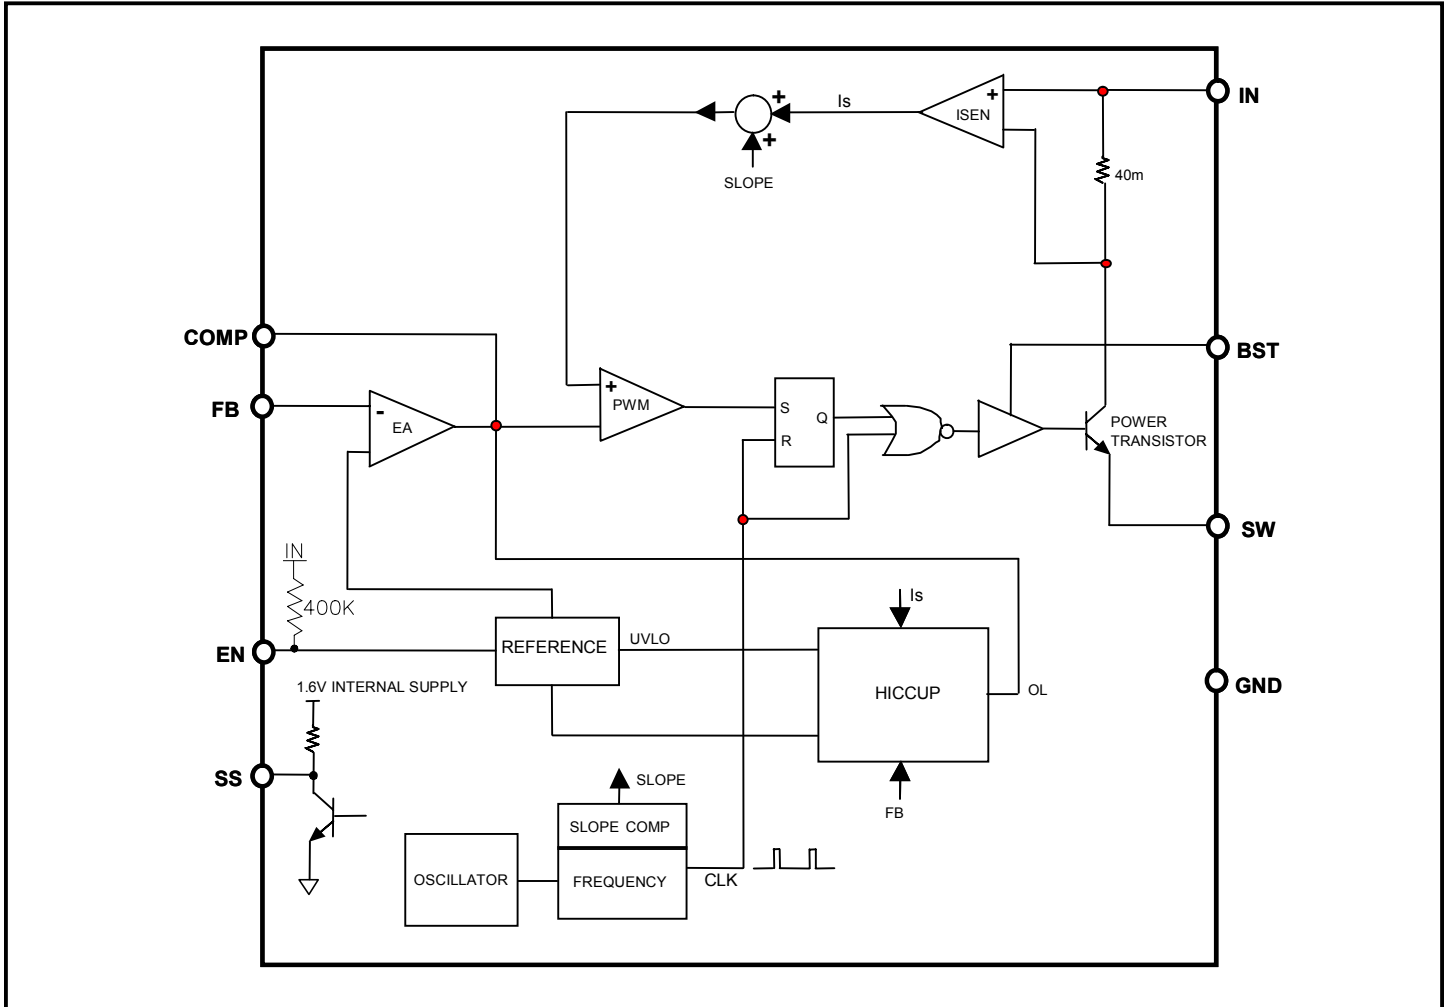 IN
+
Is
+
ISEN
+
SLOPE
40m
COMP
BST
+
PWM
FB
-
EA
S
Q
R
POWER
TRANSISTOR
SW
IN
400K
Is
EN
REFERENCE
UVLO
HICCUP
OL
GND
1.6V INTERNAL SUPPLY
SS
SLOPE
FB
SLOPE COMP
OSCILLATOR
FREQUENCY
CLK